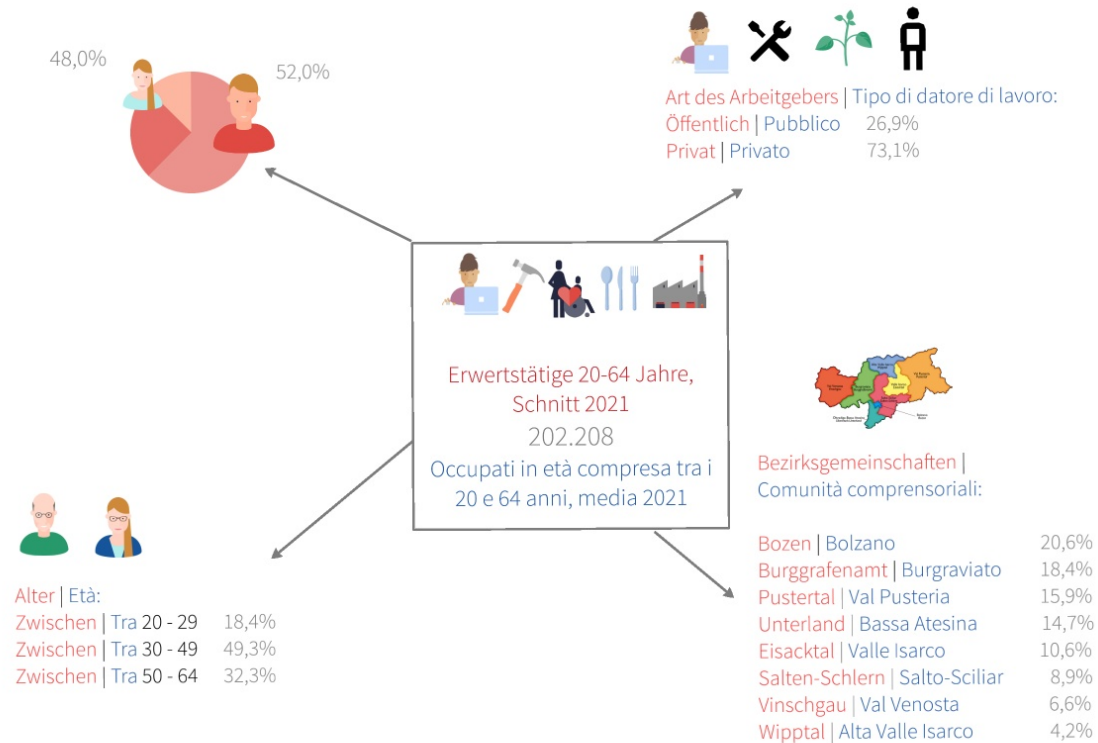 48,0%
52,0%
Art des Arbeitgebers | Tipo di datore di lavoro:
Öffentlich | Pubblico 26,9%
Privat | Privato 73,1%
Erwertstätige 20-64 Jahre,
Schnitt 2021
202.208
Occupati in età compresa tra i
20 e 64 anni, media 2021
Alter | Età:
Zwischen | Tra 20 - 29 18,4%
Zwischen | Tra 30 - 49 49,3%
Zwischen | Tra 50 - 64 32,3%
Bezirksgemeinschaften |
Comunità comprensoriali:
Bozen | Bolzano 20,6%
Burggrafenamt | Burgraviato 18,4%
Pustertal | Val Pusteria 15,9%
Unterland | Bassa Atesina 14,7%
Eisacktal | Valle Isarco 10,6%
Salten-Schlern | Salto-Sciliar 8,9%
Vinschgau | Val Venosta 6,6%
Wipptal | Alta Valle Isarco 4,2%